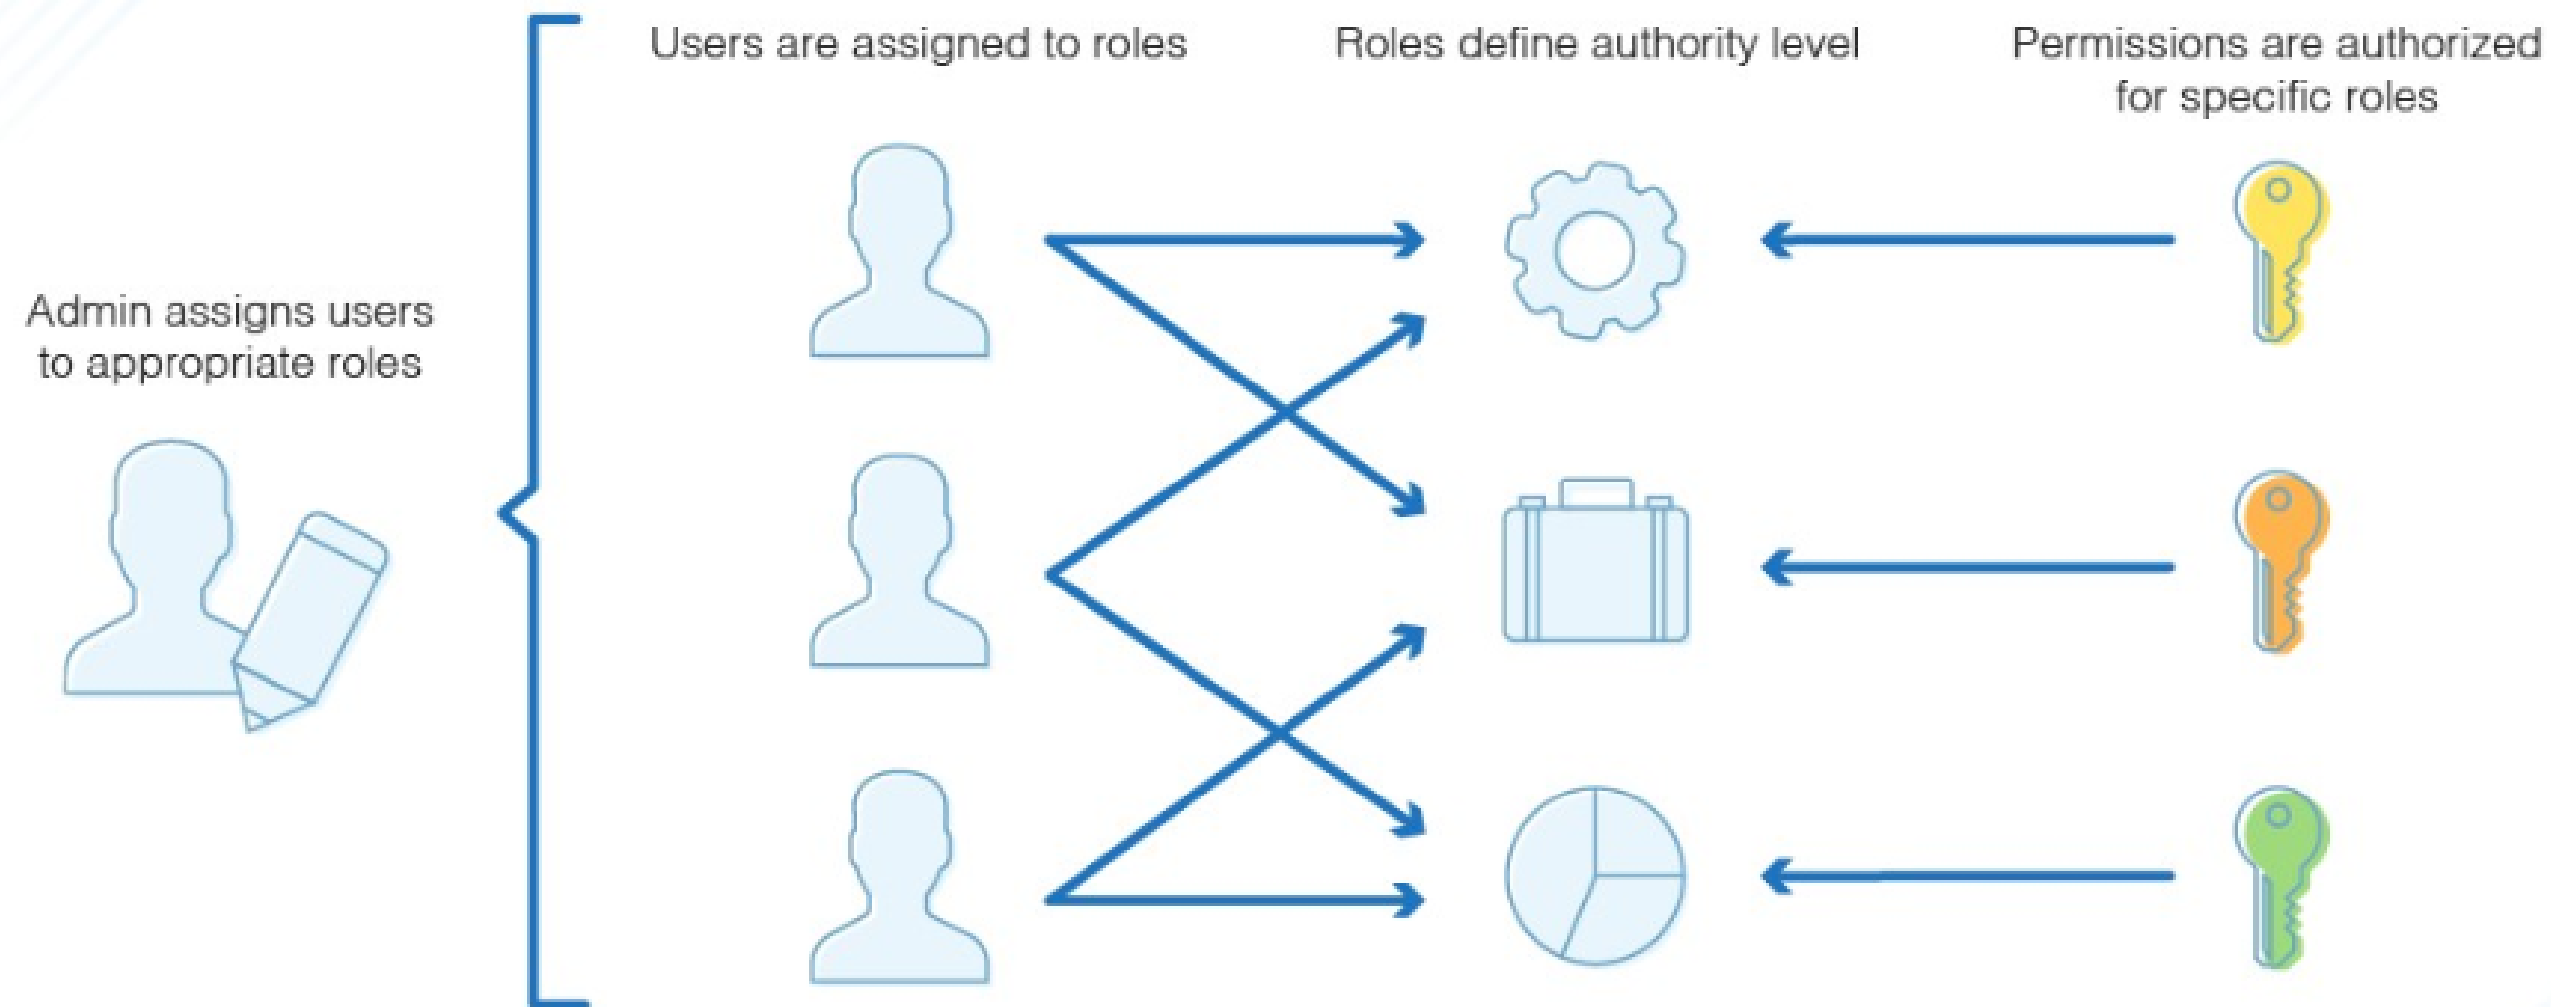 Users are assigned to roles
Roles define authority level
Permissions are authorized
for specific roles
Admin assigns users
to appropriate roles